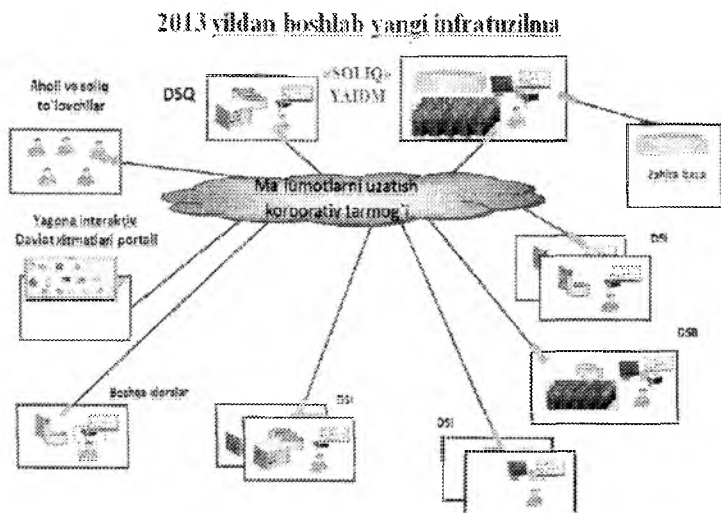 2013 yildan boshlab yangi infratuzilma
Aholi va soliq
to`lovchilar
DSQ
«SOLIQ»
YAIDM
Zahira baza
Ma`lumotlarni uzatish
korporativ tarmog`i
Yagona interaktiv
Davlat xizmatlari portali
DSI
DSB
Boshqa idoralar
DSI
DSI